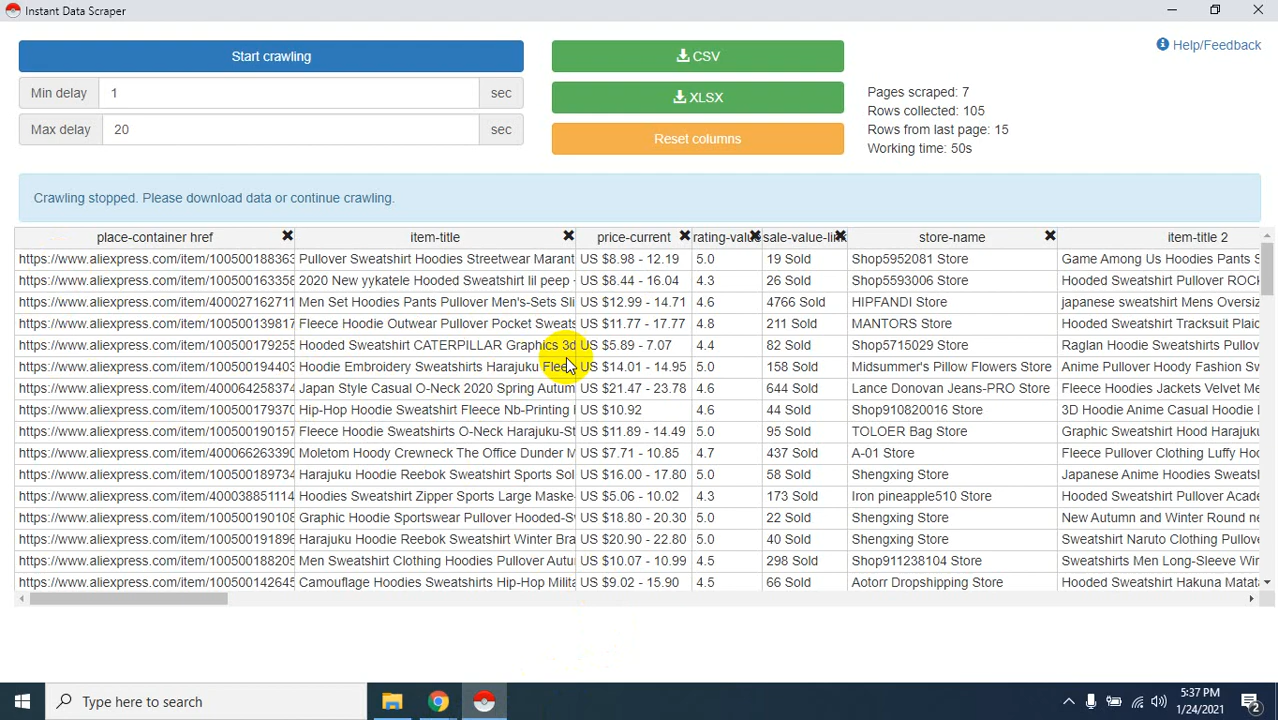 Instant Data Scraper
Start crawling
Min delay 1 sec
Max delay 20 sec
CSV
XLSX
Reset columns
Help/Feedback
Pages scraped: 7
Rows collected: 105
Rows from last page: 15
Working time: 50s
Crawling stopped. Please download data or continue crawling.
place-container href item-title price-current rating-value sale-value-lin store-name item-title 2
https://www.aliexpress.com/item/100500188363 Pullover Sweatshirt Hoodies Streetwear Marant US $8.98 - 12.19 5.0 19 Sold Shop5952081 Store Game Among Us Hoodies Pants S
https://www.aliexpress.com/item/100500163358 2020 New yykatele Hooded Sweatshirt lil peep - US $8.44 - 16.04 4.3 26 Sold Shop5593006 Store Hooded Sweatshirt Pullover ROCK
https://www.aliexpress.com/item/400027162711 Men Set Hoodies Pants Pullover Men's-Sets Sli US $12.99 - 14.71 4.6 4766 Sold HIPFANDI Store japanese sweatshirt Mens Oversiz
https://www.aliexpress.com/item/100500139817 Fleece Hoodie Outwear Pullover Pocket Sweats US $11.77 - 17.77 4.8 211 Sold MANTORS Store Hooded Sweatshirt Tracksuit Plaid
https://www.aliexpress.com/item/100500179255 Hooded Sweatshirt CATERPILLAR Graphics 3d US $5.89 - 7.07 4.4 82 Sold Shop5715029 Store Raglan Hoodie Sweatshirts Pullov
https://www.aliexpress.com/item/100500194403 Hoodie Embroidery Sweatshirts Harajuku Flee US $14.01 - 14.95 5.0 158 Sold Midsummer's Pillow Flowers Store Anime Pullover Hoody Fashion Sw
https://www.aliexpress.com/item/400064258374 Japan Style Casual O-Neck 2020 Spring Autum US $21.47 - 23.78 4.6 644 Sold Lance Donovan Jeans-PRO Store Fleece Hoodies Jackets Velvet Me
https://www.aliexpress.com/item/100500179370 Hip-Hop Hoodie Sweatshirt Fleece Nb-Printing US $10.92 4.6 44 Sold Shop910820016 Store 3D Hoodie Anime Casual Hoodie
https://www.aliexpress.com/item/100500190157 Fleece Hoodie Sweatshirts O-Neck Harajuku-St US $11.89 - 14.49 5.0 95 Sold TOLOER Bag Store Graphic Sweatshirt Hood Harajuku
https://www.aliexpress.com/item/400066263390 Moletom Hoody Crewneck The Office Dunder M US $7.71 - 10.85 4.7 437 Sold A-01 Store Fleece Pullover Clothing Luffy Hoo
https://www.aliexpress.com/item/100500189734 Harajuku Hoodie Reebok Sweatshirt Sports Sol US $16.00 - 17.80 5.0 58 Sold Shengxing Store Japanese Anime Hoodies Sweats
https://www.aliexpress.com/item/400038851114 Hoodies Sweatshirt Zipper Sports Large Maske US $5.06 - 10.02 4.3 173 Sold Iron pineapple510 Store Hooded Sweatshirt Pullover Acade
https://www.aliexpress.com/item/100500190108 Graphic Hoodie Sportswear Pullover Hooded-Sv US $18.80 - 20.30 5.0 22 Sold Shengxing Store New Autumn and Winter Round ne
https://www.aliexpress.com/item/100500191896 Harajuku Hoodie Reebok Sweatshirt Winter Bra US $20.90 - 22.80 5.0 40 Sold Shengxing Store Sweatshirt Naruto Clothing Pullov
https://www.aliexpress.com/item/100500188205 Men Sweatshirt Clothing Hoodies Pullover Autu US $10.07 - 10.99 4.5 298 Sold Shop911238104 Store Sweatshirts Men Long-Sleeve Win
https://www.aliexpress.com/item/100500142645 Camouflage Hoodies Sweatshirts Hip-Hop Milita US $9.02 - 15.90 4.5 66 Sold Aotorr Dropshipping Store Hooded Sweatshirt Hakuna Matat
Type here to search
5:37 PM
1/24/2021
2